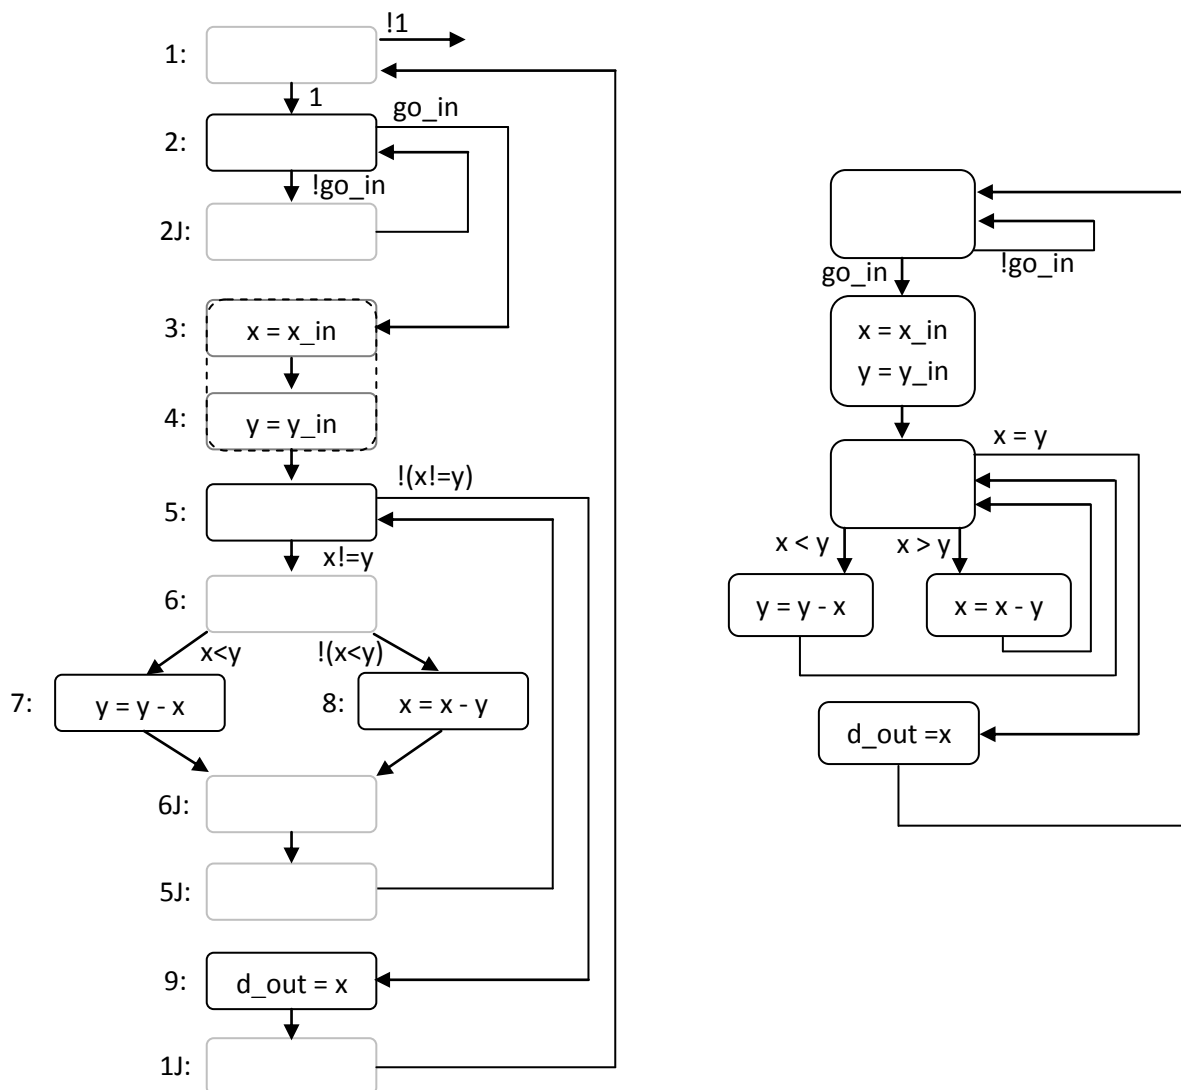 !1
1:
1
2:
go_in
!go_in
2J:
3:
x = x_in
4:
y = y_in
!(x!=y)
5:
x!=y
6:
x<y
!(x<y)
7:
y = y - x
8:
x = x - y
6J:
5J:
9:
d_out = x
1J:
!go_in
go_in
x = x_in
y = y_in
x = y
x < y
x > y
y = y - x
x = x - y
d_out =x